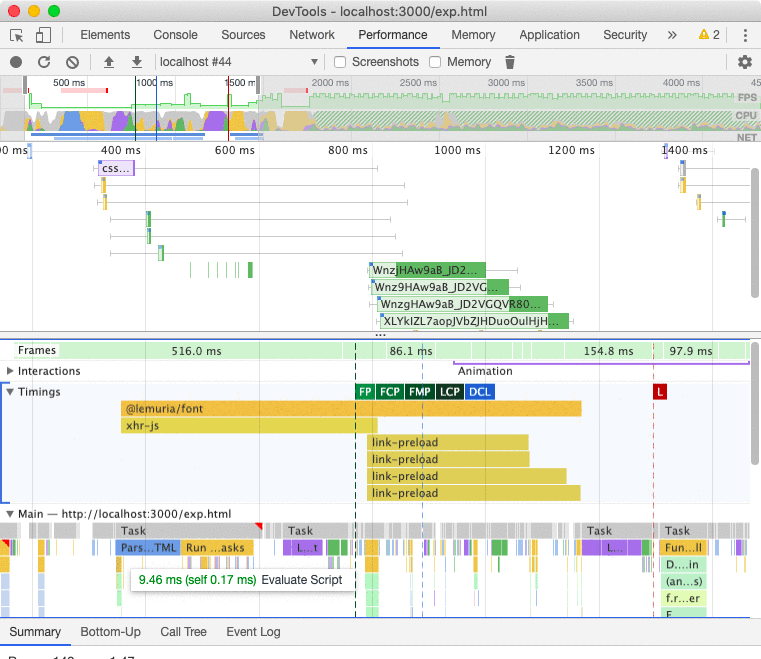 DevTools - localhost:3000/exp.html
Elements Console Sources Network Performance Memory Application Security » 2
localhost #44 Screenshots Memory
500 ms 1000 ms 1500 m 2000 ms 2500 ms 3000 ms 3500 ms 4000 ms 45
FPS
CPU
NET
00 ms 400 ms 600 ms 800 ms 1000 ms 1200 ms 1400 ms
css...
WnzjHAw9aB_JD2...
Wnz9HAw9aB_JD2VG...
WnzgHAw9aB_JD2VGQVR80...
XLYkIZL7aopJVbZJHDuoOulHjH...
...
Frames 516.0 ms 86.1 ms 154.8 ms 97.9 ms
Interactions Animation
Timings FP FCP FMP LCP DCL L
@lemuria/font
xhr-js
link-preload
link-preload
link-preload
link-preload
Main — http://localhost:3000/exp.html
Task Task Task Task
Pars...TML Run ...asks L...t L... Fun...ll
D....in
9.46 ms (self 0.17 ms) Evaluate Script (an...s)
f.r...er
Summary Bottom-Up Call Tree Event Log